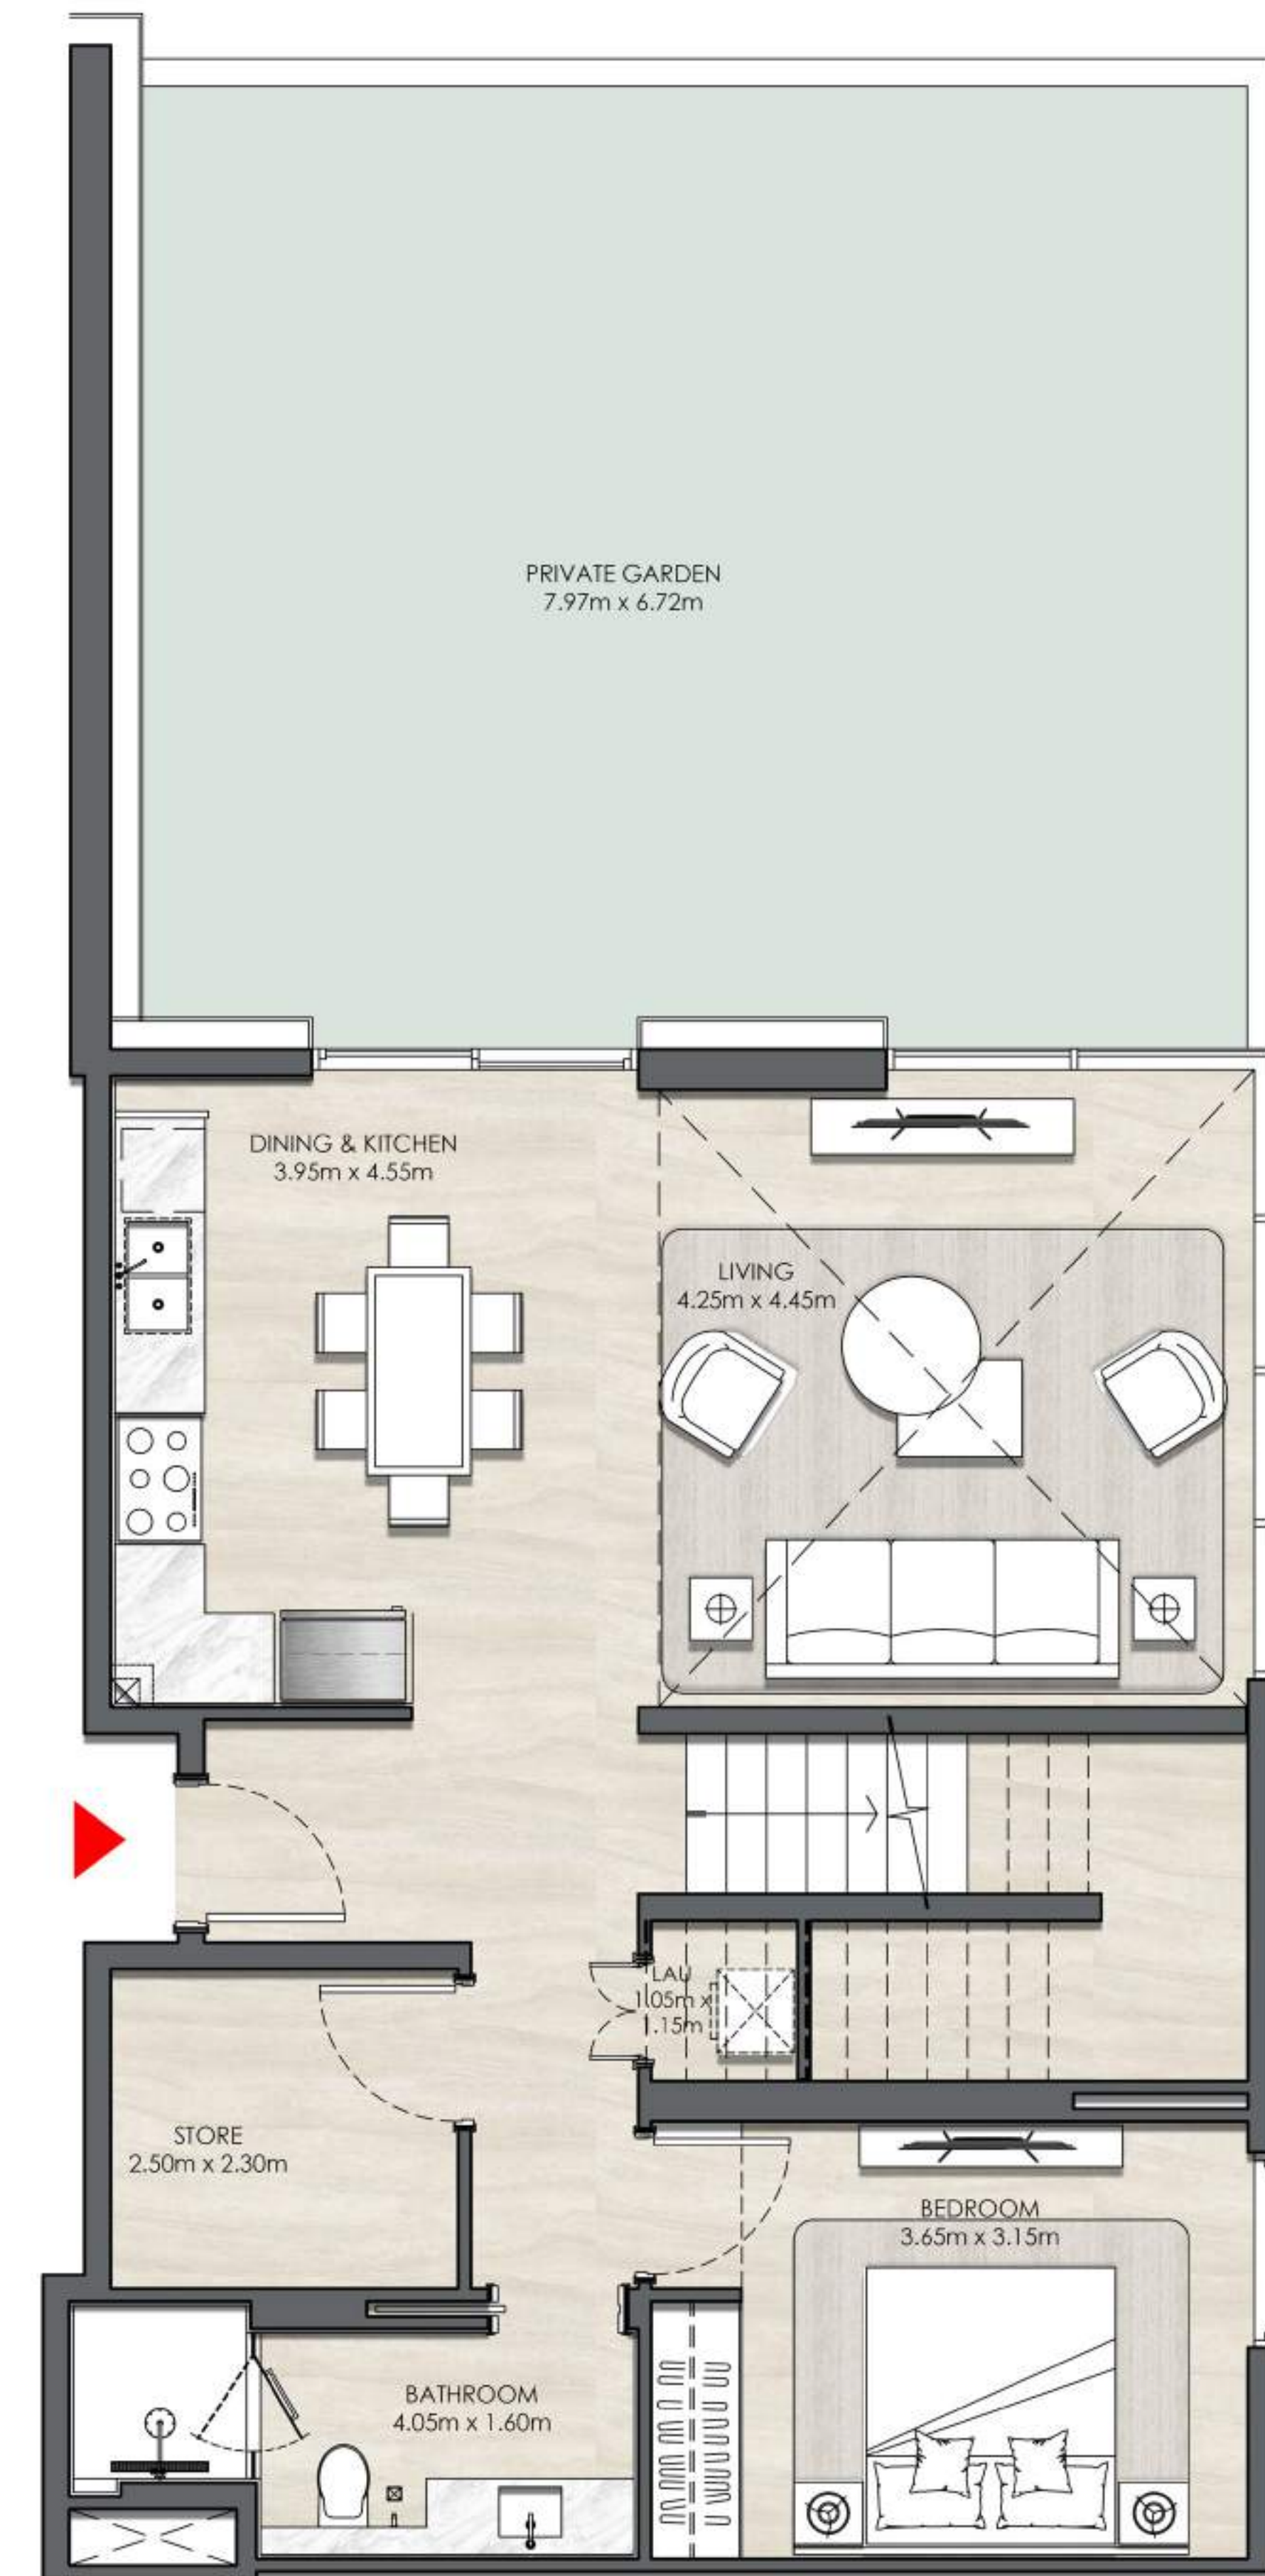 PRIVATE GARDEN
7.97m x 6.72m
DINING & KITCHEN
3.95m x 4.55m
LIVING
4.25m x 4.45m
LAU
1.05m x
1.15m
STORE
2.50m x 2.30m
BEDROOM
3.65m x 3.15m
BATHROOM
4.05m x 1.60m